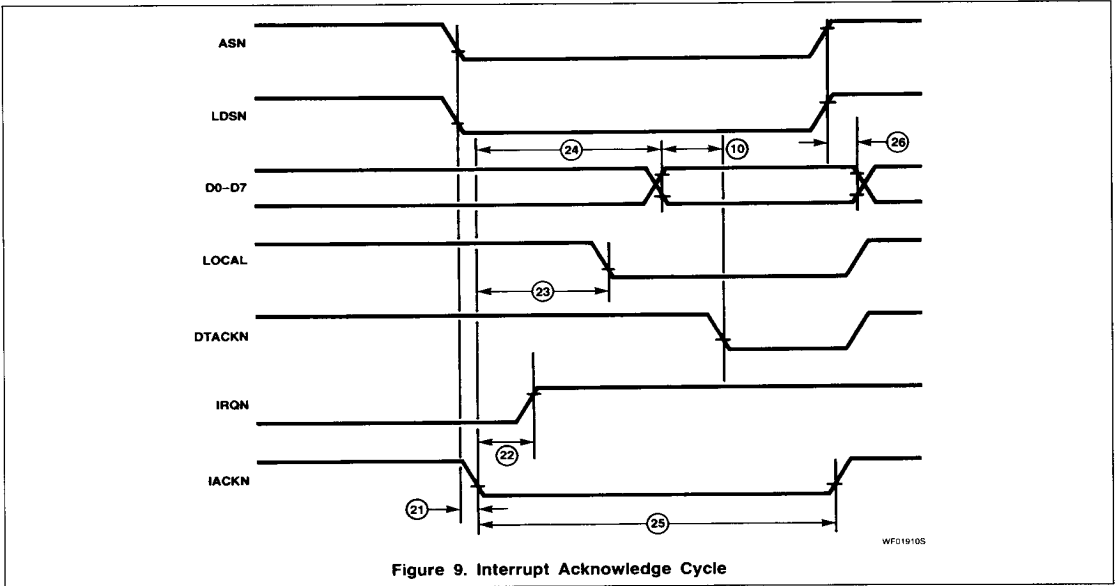 ASN
LDSN
24
10
26
D0–D7
LOCAL
23
DTACKN
IRQN
22
IACKN
21
25
WF01910S
Figure 9. Interrupt Acknowledge Cycle